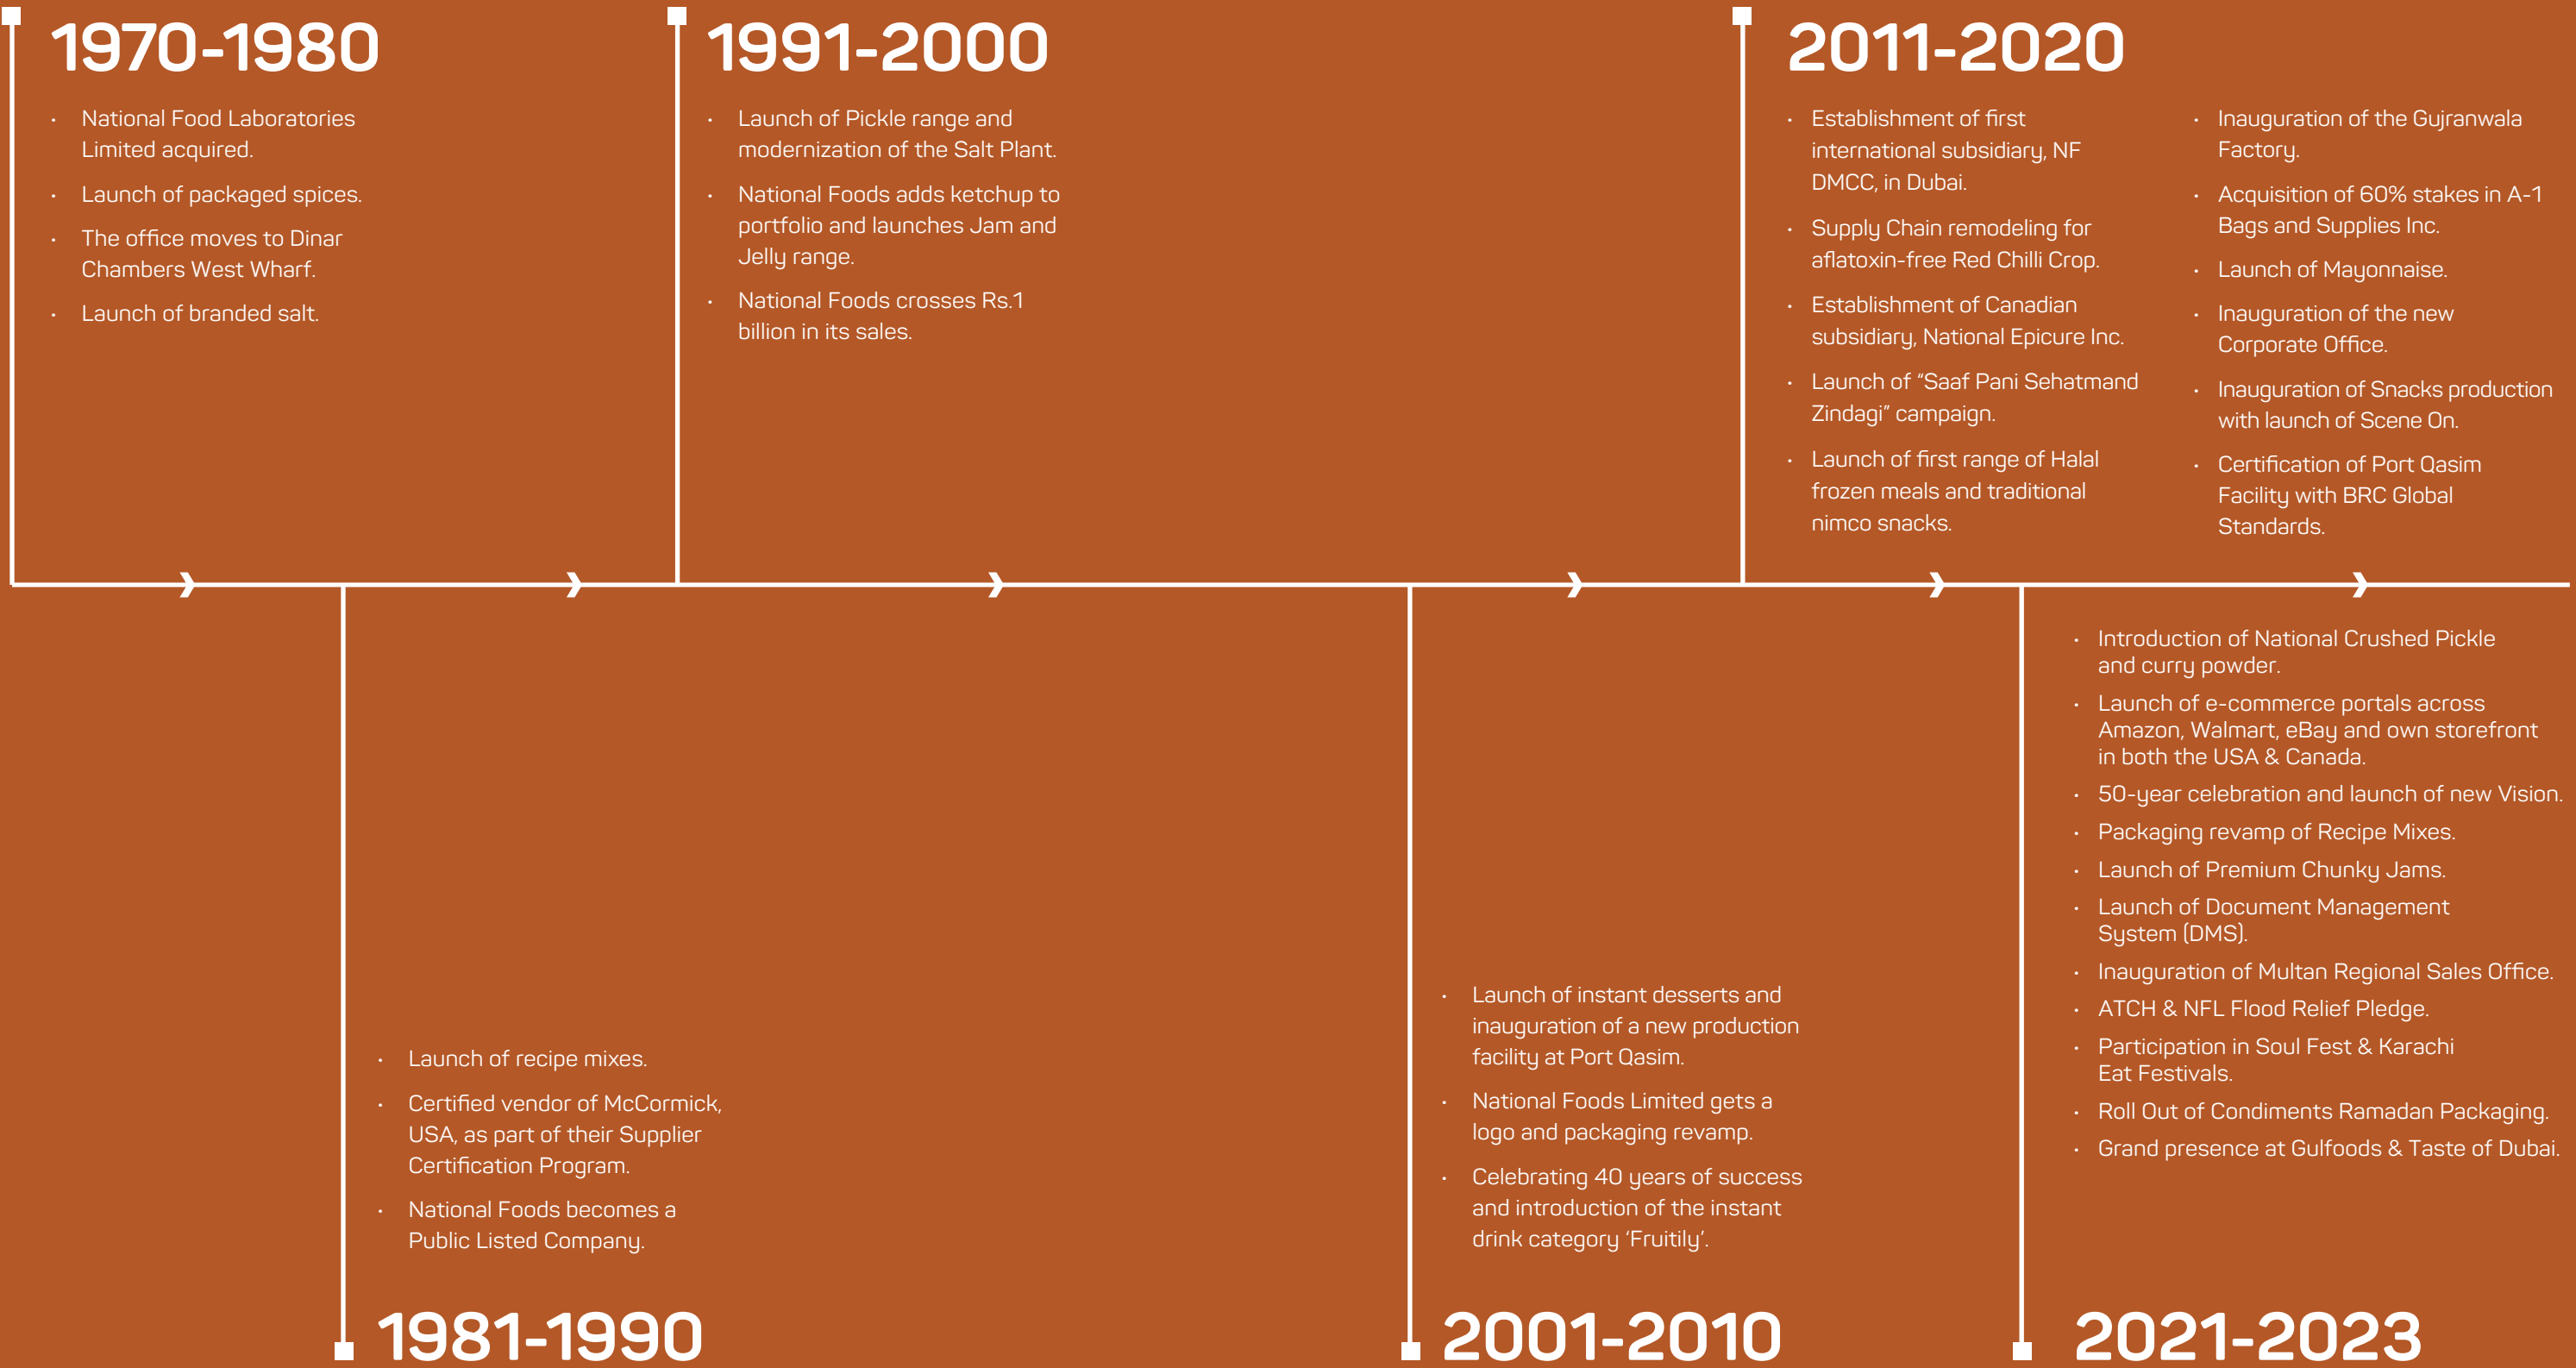 1970-1980
• National Food Laboratories
Limited acquired.
• Launch of packaged spices.
• The office moves to Dinar
Chambers West Wharf.
• Launch of branded salt.
1981-1990
• Launch of recipe mixes.
• Certified vendor of McCormick,
USA, as part of their Supplier
Certification Program.
• National Foods becomes a
Public Listed Company.
1991-2000
• Launch of Pickle range and
modernization of the Salt Plant.
• National Foods adds ketchup to
portfolio and launches Jam and
Jelly range.
• National Foods crosses Rs.1
billion in its sales.
2001-2010
• Launch of instant desserts and
inauguration of a new production
facility at Port Qasim.
• National Foods Limited gets a
logo and packaging revamp.
• Celebrating 40 years of success
and introduction of the instant
drink category ‘Fruitily’.
2011-2020
• Establishment of first
international subsidiary, NF
DMCC, in Dubai.
• Supply Chain remodeling for
aflatoxin-free Red Chilli Crop.
• Establishment of Canadian
subsidiary, National Epicure Inc.
• Launch of “Saaf Pani Sehatmand
Zindagi” campaign.
• Launch of first range of Halal
frozen meals and traditional
nimco snacks.
• Inauguration of the Gujranwala
Factory.
• Acquisition of 60% stakes in A-1
Bags and Supplies Inc.
• Launch of Mayonnaise.
• Inauguration of the new
Corporate Office.
• Inauguration of Snacks production
with launch of Scene On.
• Certification of Port Qasim
Facility with BRC Global
Standards.
2021-2023
• Introduction of National Crushed Pickle
and curry powder.
• Launch of e-commerce portals across
Amazon, Walmart, eBay and own storefront
in both the USA & Canada.
• 50-year celebration and launch of new Vision.
• Packaging revamp of Recipe Mixes.
• Launch of Premium Chunky Jams.
• Launch of Document Management
System (DMS).
• Inauguration of Multan Regional Sales Office.
• ATCH & NFL Flood Relief Pledge.
• Participation in Soul Fest & Karachi
Eat Festivals.
• Roll Out of Condiments Ramadan Packaging.
• Grand presence at Gulfoods & Taste of Dubai.